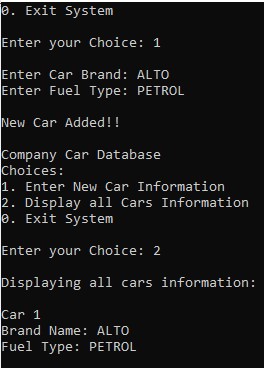 0. Exit System
Enter your Choice: 1
Enter Car Brand: ALTO
Enter Fuel Type: PETROL
New Car Added!!
Company Car Database
Choices:
1. Enter New Car Information
2. Display all Cars Information
0. Exit System
Enter your Choice: 2
Displaying all cars information:
Car 1
Brand Name: ALTO
Fuel Type: PETROL